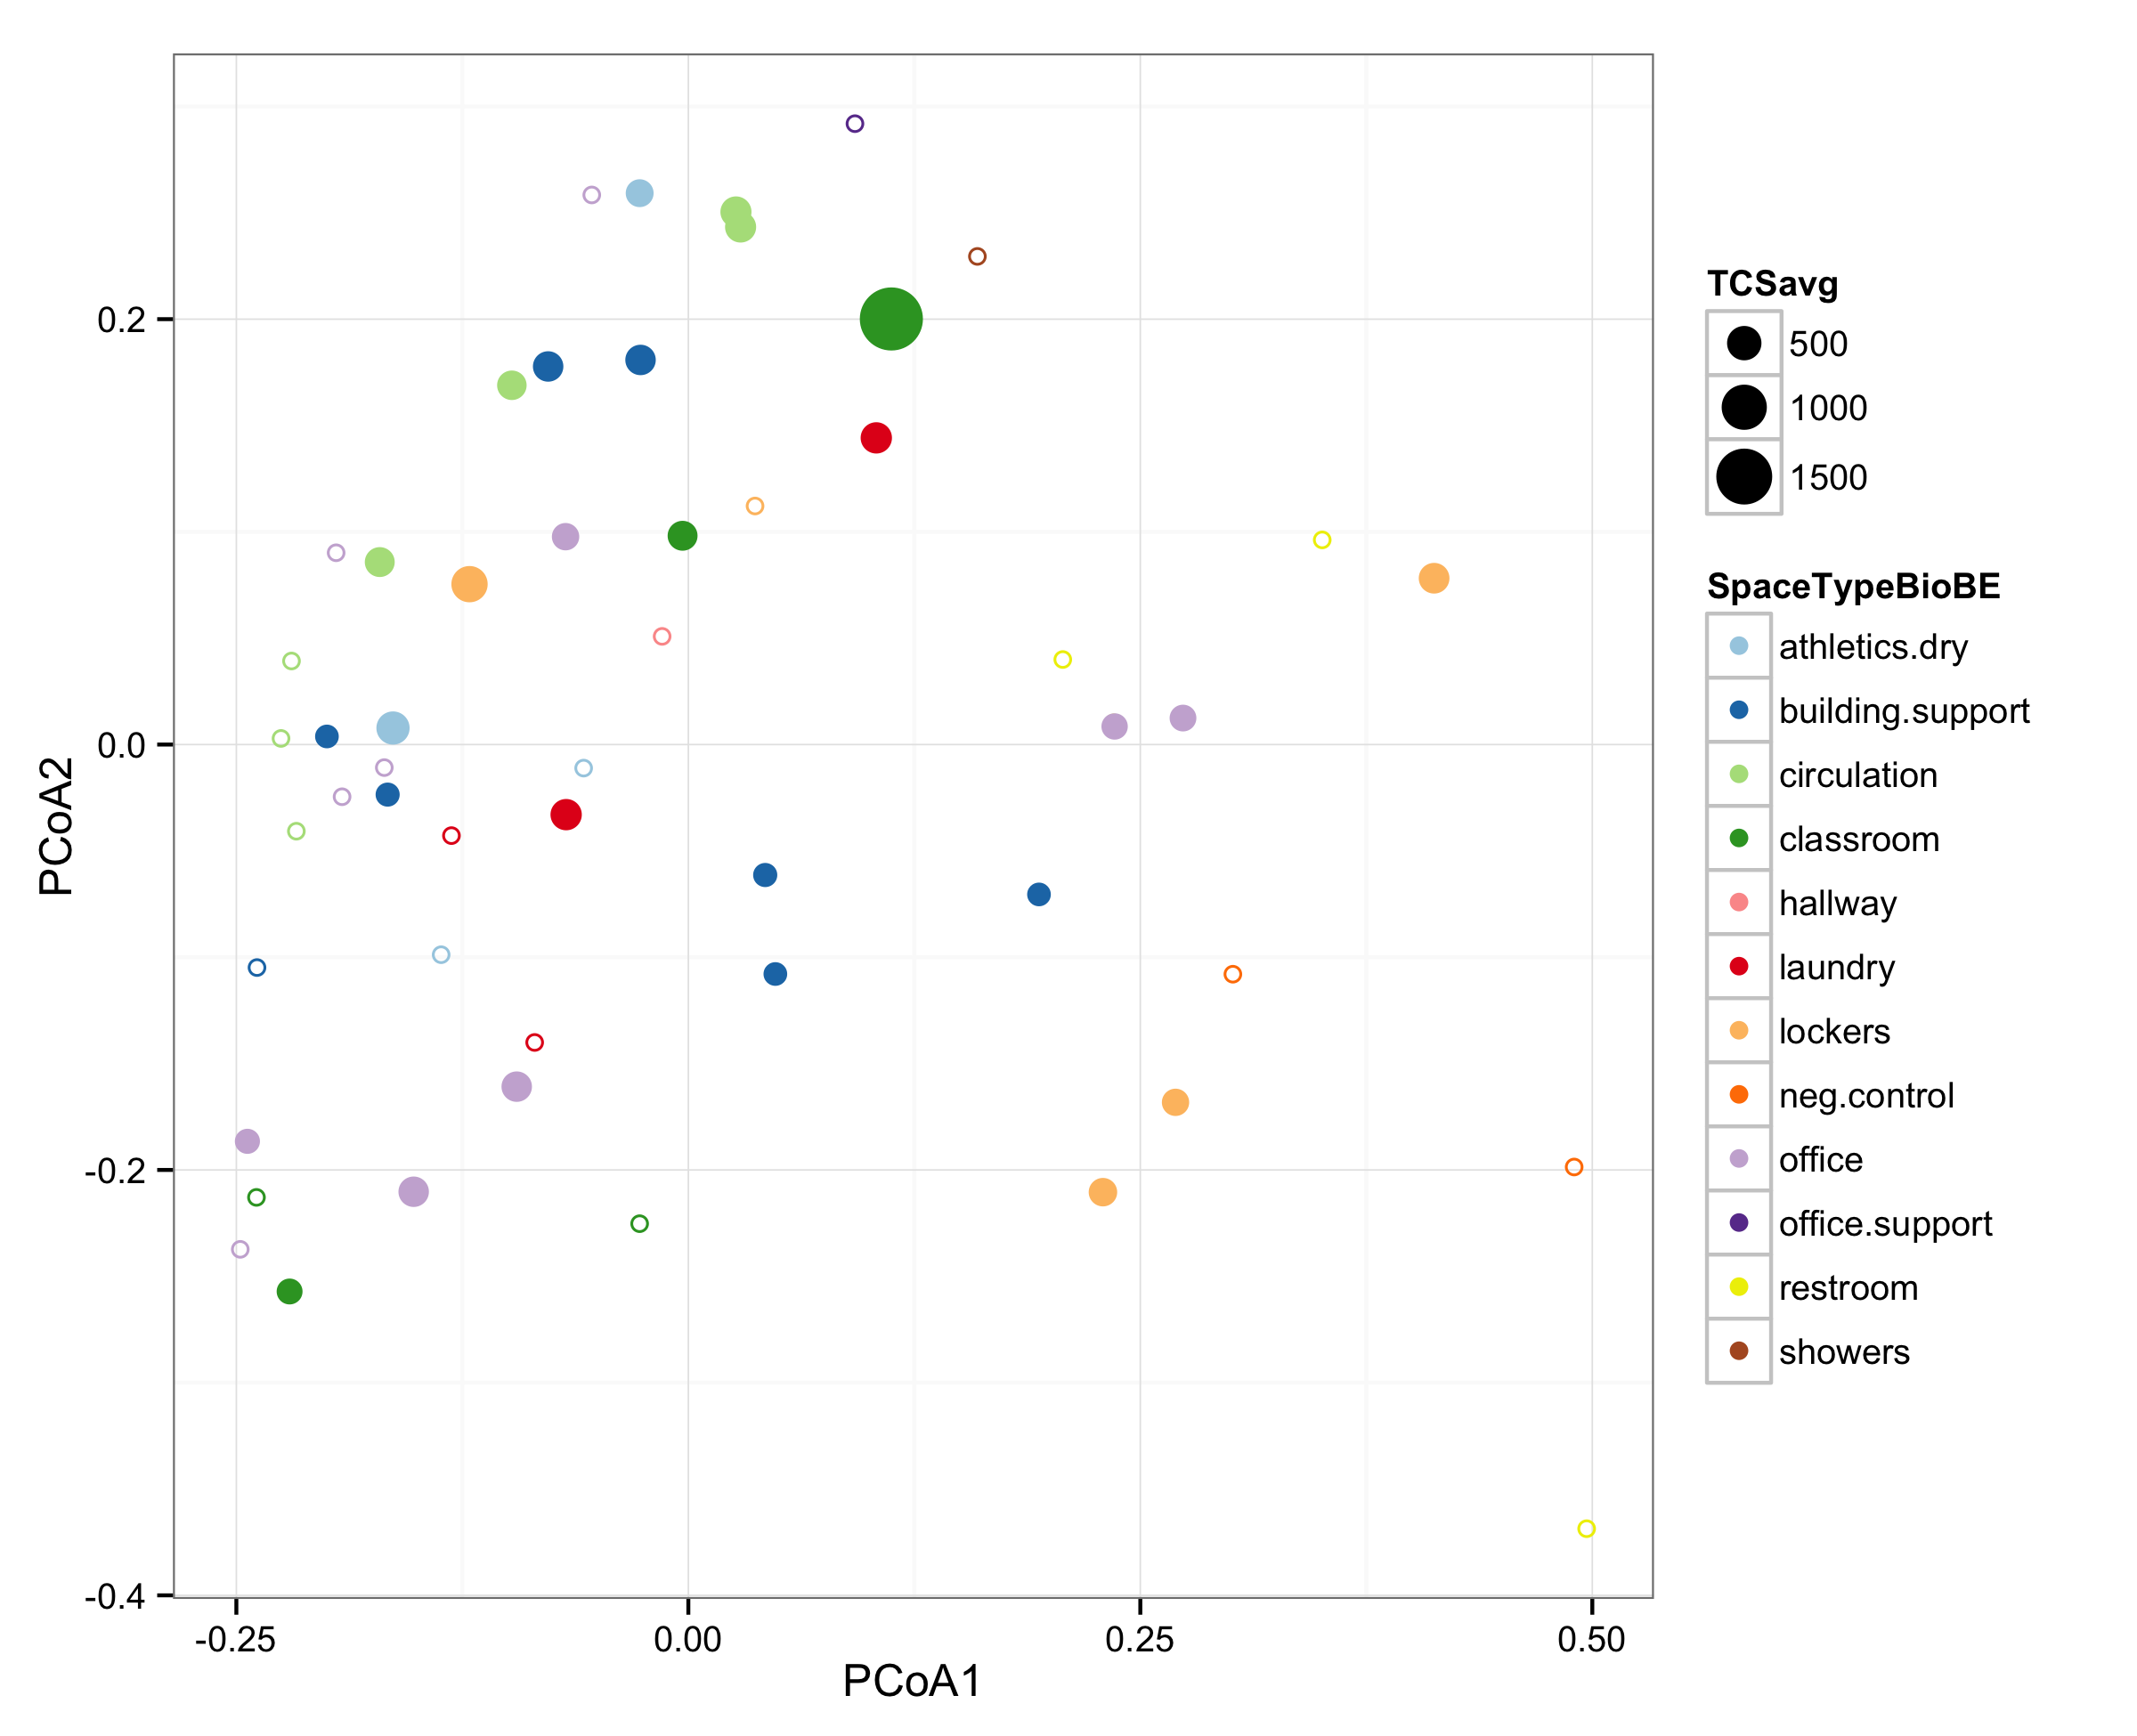 0.2
0.0
-0.2
-0.4
PCoA2
-0.25
0.00
0.25
0.50
PCoA1
TCSavg
500
1000
1500
SpaceTypeBioBE
athletics.dry
building.support
circulation
classroom
hallway
laundry
lockers
neg.control
office
office.support
restroom
showers